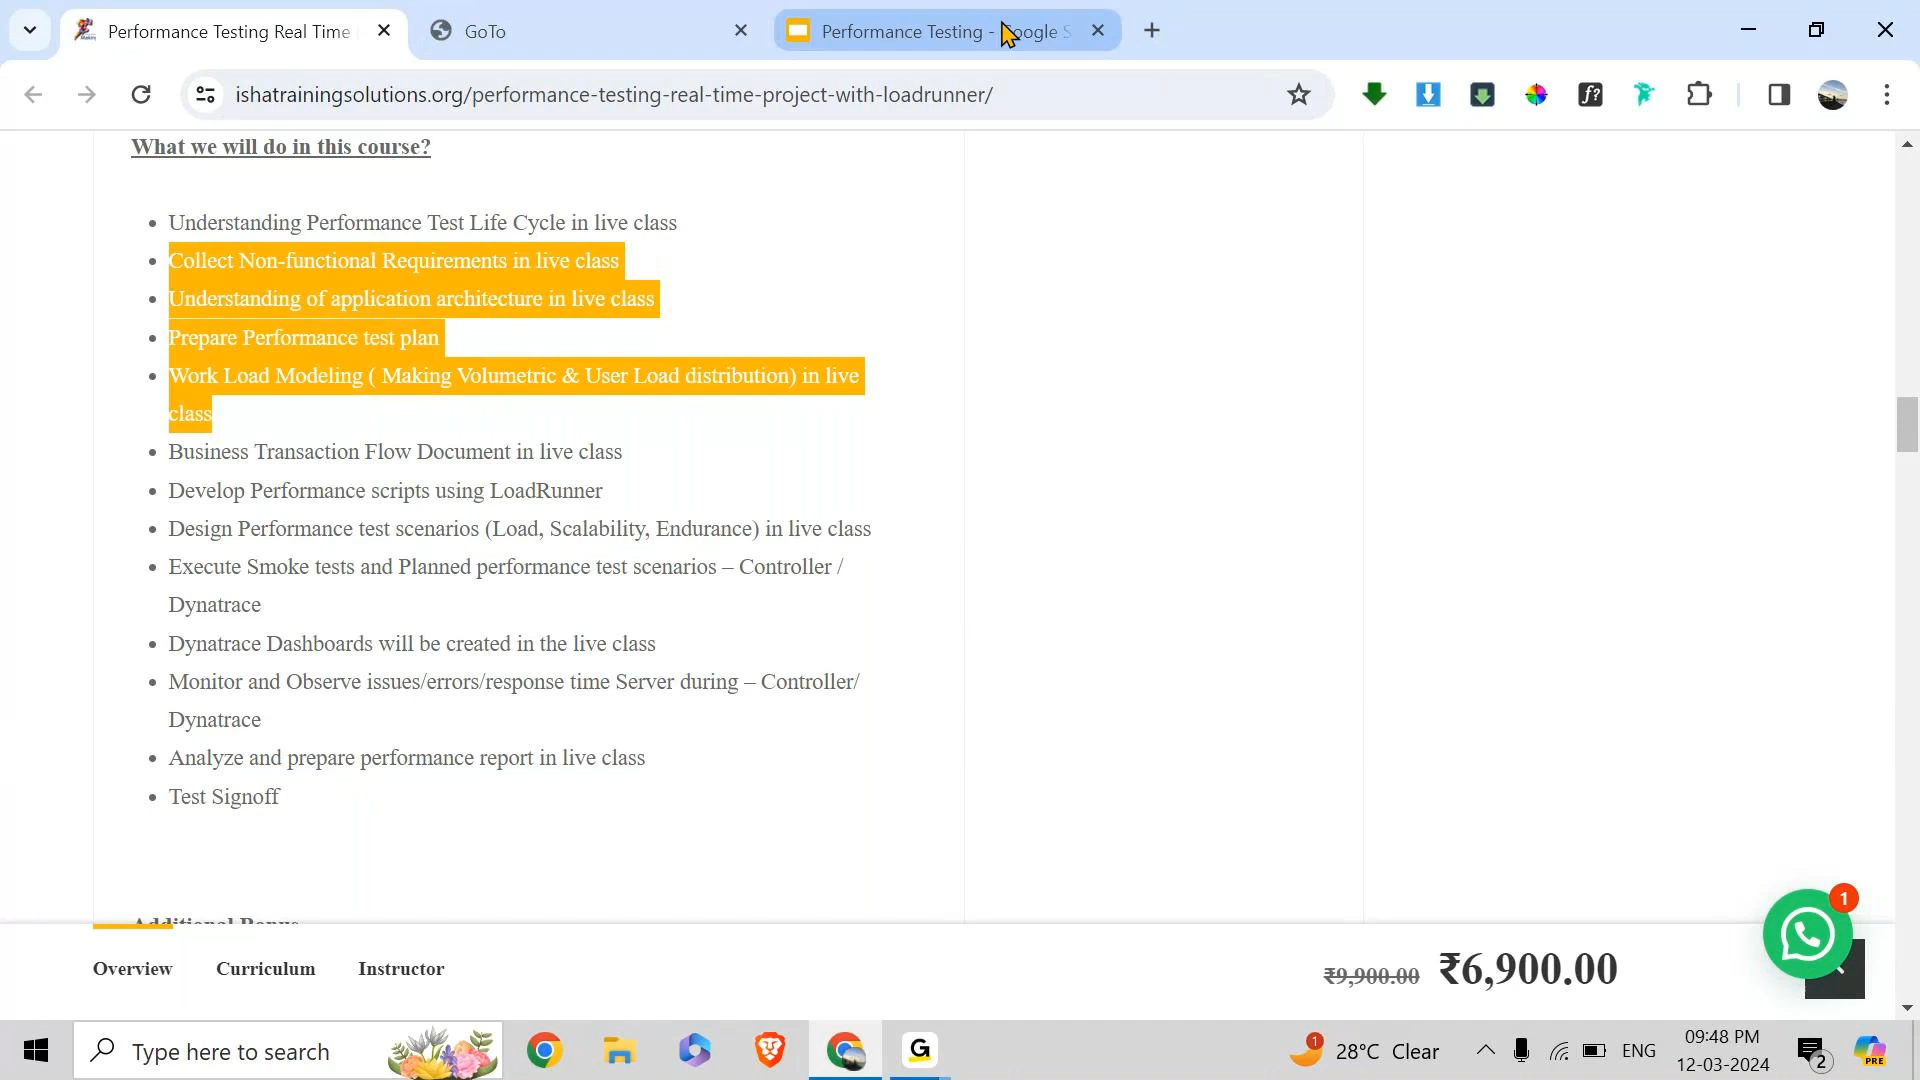 Performance Testing Real Time
GoTo
Performance Testing - Google S
ishatrainingsolutions.org/performance-testing-real-time-project-with-loadrunner/
f?
What we will do in this course?
Understanding Performance Test Life Cycle in live class
Collect Non-functional Requirements in live class
Understanding of application architecture in live class
Prepare Performance test plan
Work Load Modeling ( Making Volumetric & User Load distribution) in live
class
Business Transaction Flow Document in live class
Develop Performance scripts using LoadRunner
Design Performance test scenarios (Load, Scalability, Endurance) in live class
Execute Smoke tests and Planned performance test scenarios – Controller /
Dynatrace
Dynatrace Dashboards will be created in the live class
Monitor and Observe issues/errors/response time Server during – Controller/
Dynatrace
Analyze and prepare performance report in live class
Test Signoff
Additional Bonus
1
Overview Curriculum Instructor ₹9,900.00 ₹6,900.00
Type here to search
G
1
28°C Clear
ENG
09:48 PM
12-03-2024
2
PRE